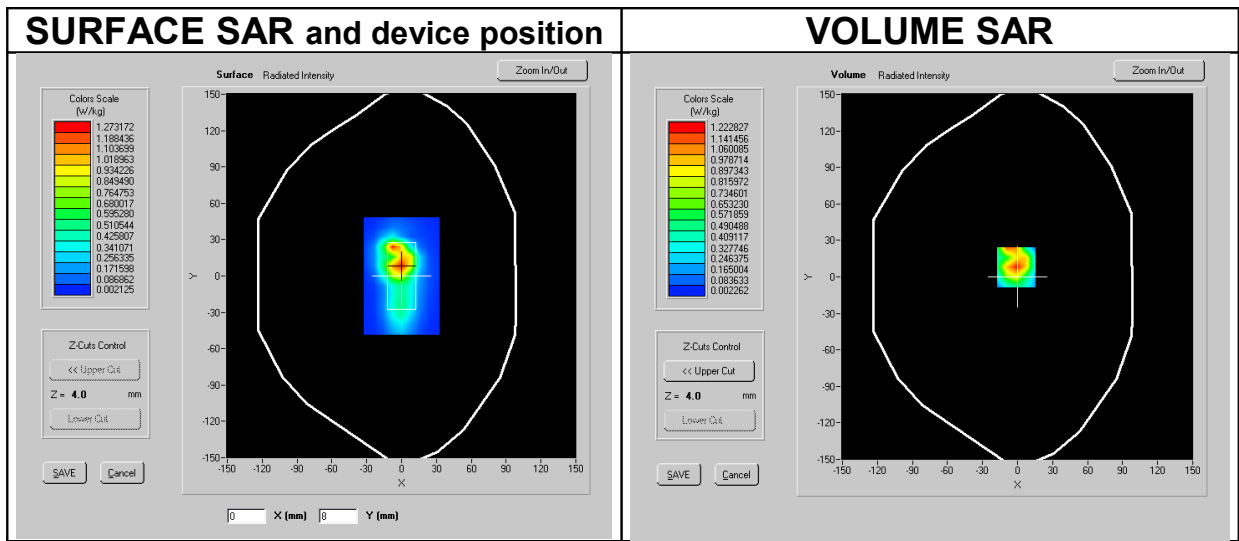 SURFACE SAR and device position
Surface Radiated Intensity
Zoom In/Out
Colors Scale
(W/kg)
1.273172
1.188436
1.103699
1.018963
0.934226
0.849490
0.764753
0.680017
0.595280
0.510544
0.425807
0.341071
0.256335
0.171598
0.086862
0.002125
150
120
90
60
30
0
-30
-60
-90
-120
-150
Y
-150 -120 -90 -60 -30 0 30 60 90 120 150
X
Z-Cuts Control
<< Upper Cut
Z = 4.0 mm
Lower Cut
SAVE Cancel
0 X (mm) 8 Y (mm)
VOLUME SAR
Volume Radiated Intensity
Zoom In/Out
Colors Scale
(W/kg)
1.222827
1.141456
1.060085
0.978714
0.897343
0.815972
0.734601
0.653230
0.571859
0.490488
0.409117
0.327746
0.246375
0.165004
0.083633
0.002262
150
120
90
60
30
0
-30
-60
-90
-120
-150
Y
-150 -120 -90 -60 -30 0 30 60 90 120 150
X
Z-Cuts Control
<< Upper Cut
Z = 4.0 mm
Lower Cut
SAVE Cancel